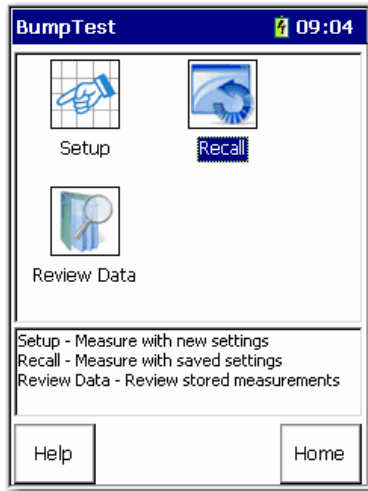 BumpTest 09:04
Setup Recall
Review Data
Setup - Measure with new settings
Recall - Measure with saved settings
Review Data - Review stored measurements
Help Home